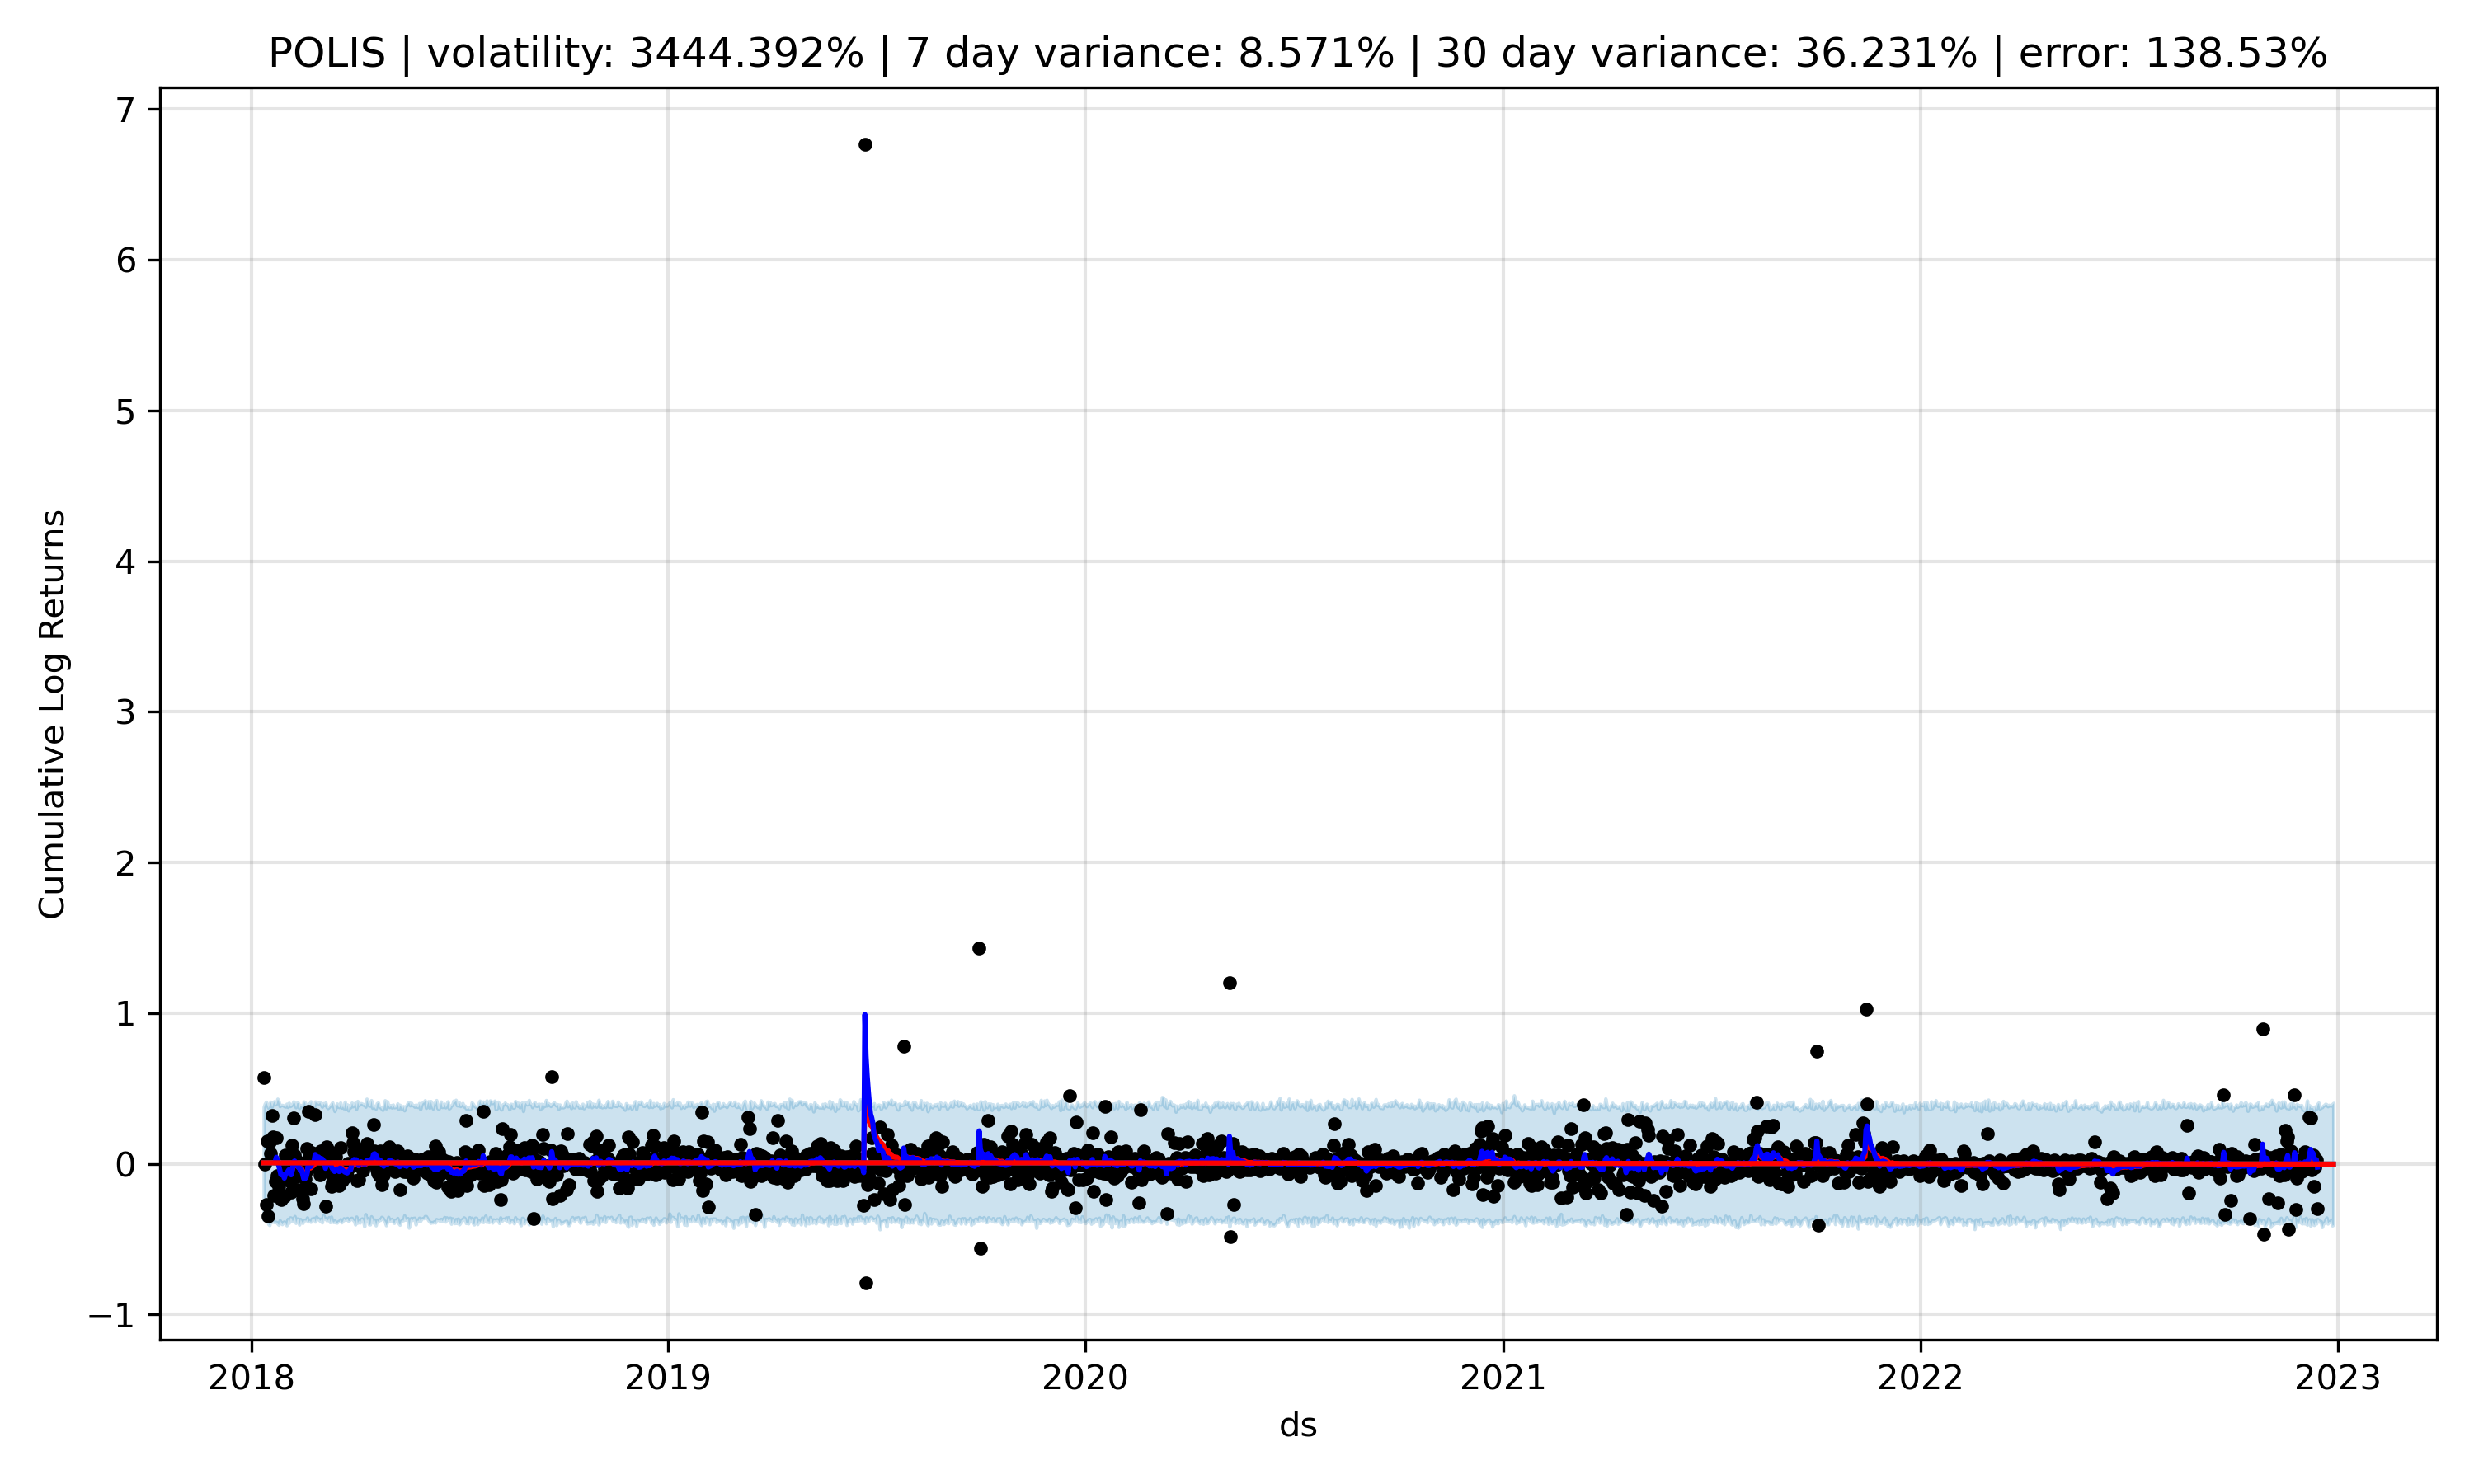 POLIS | volatility: 3444.392% | 7 day variance: 8.571% | 30 day variance: 36.231% | error: 138.53%
Cumulative Log Returns
7
6
5
4
3
2
1
0
−1
2018 2019 2020 2021 2022 2023
ds